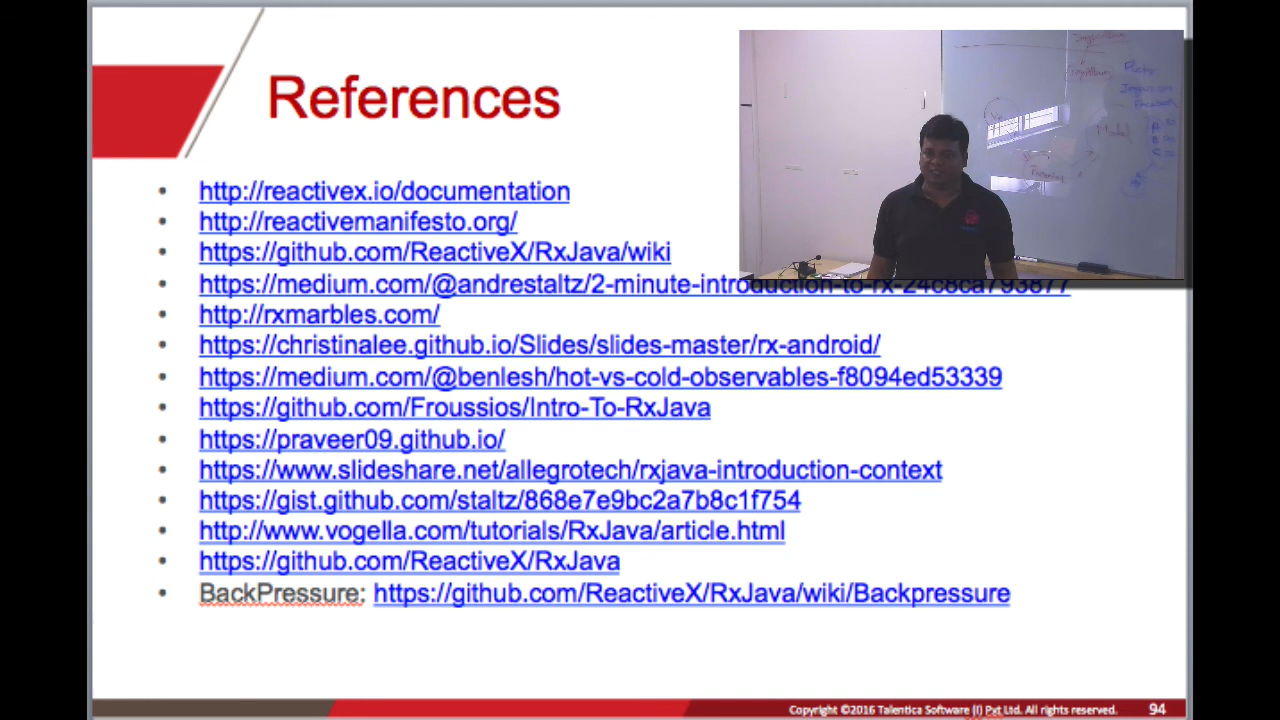 References
http://reactivex.io/documentation
http://reactivemanifesto.org/
https://github.com/ReactiveX/RxJava/wiki
https://medium.com/@andrestaltz/2-minute-introduction-to-rx-24c8ca793877
http://rxmarbles.com/
https://christinalee.github.io/Slides/slides-master/rx-android/
https://medium.com/@benlesh/hot-vs-cold-observables-f8094ed53339
https://github.com/Froussios/Intro-To-RxJava
https://praveer09.github.io/
https://www.slideshare.net/allegrotech/rxjava-introduction-context
https://gist.github.com/staltz/868e7e9bc2a7b8c1f754
http://www.vogella.com/tutorials/RxJava/article.html
https://github.com/ReactiveX/RxJava
BackPressure: https://github.com/ReactiveX/RxJava/wiki/Backpressure
Copyright ©2016 Talentica Software (I) Pvt Ltd. All rights reserved. 94